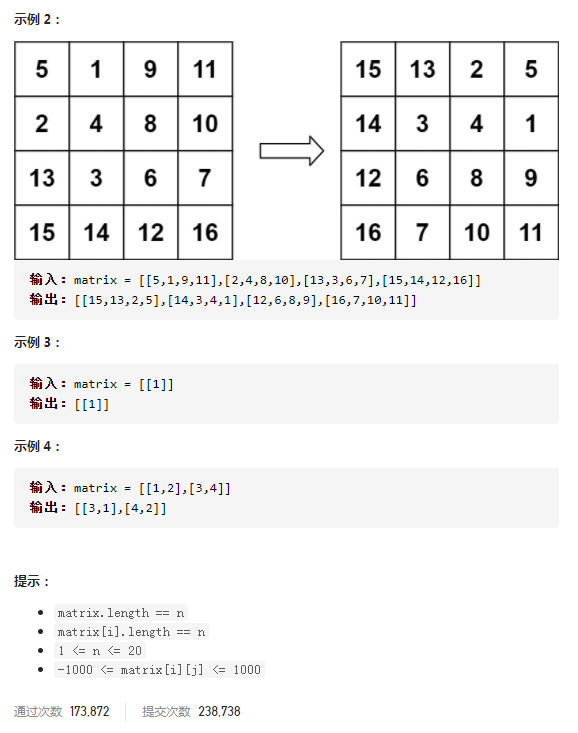 示例 2：
5 1 9 11 15 13 2 5
2 4 8 10 14 3 4 1
13 3 6 7 12 6 8 9
15 14 12 16 16 7 10 11
输入：matrix = [[5,1,9,11],[2,4,8,10],[13,3,6,7],[15,14,12,16]]
输出：[[15,13,2,5],[14,3,4,1],[12,6,8,9],[16,7,10,11]]
示例 3：
输入：matrix = [[1]]
输出：[[1]]
示例 4：
输入：matrix = [[1,2],[3,4]]
输出：[[3,1],[4,2]]
提示：
matrix.length == n
matrix[i].length == n
1 <= n <= 20
-1000 <= matrix[i][j] <= 1000
通过次数 173,872 提交次数 238,738